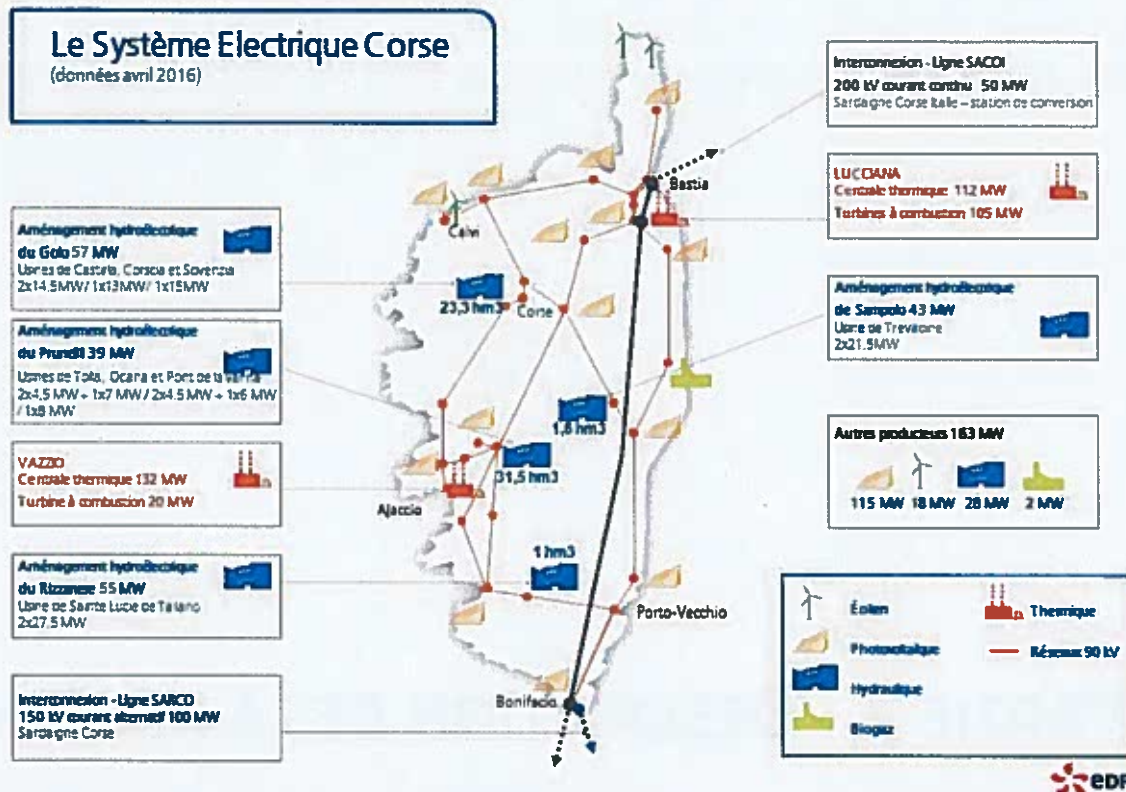 Le Système Electrique Corse
(données avril 2016)
Interconnexion - Ligne SACOI
200 kV courant continu 50 MW
Sardaigne Corse Italie – station de conversion
LUCCIANA
Centrale thermique 112 MW
Turbines à combustion 105 MW
Aménagement hydroélectrique
du Golo 57 MW
Usines de Castirla, Corscia et Sovenzia
2x14.5MW/ 1x13MW/ 1x15MW
Aménagement hydroélectrique
du Prunelli 39 MW
Usines de Tolla, Ocana et Pont de la Vanna
2x4,5 MW + 1x7 MW / 2x4.5 MW + 1x6 MW
/ 1x8 MW
VAZZIO
Centrale thermique 132 MW
Turbine à combustion 20 MW
Aménagement hydroélectrique
du Rizzanese 55 MW
Usine de Sainte Lucie de Tallano
2x27,5 MW
Interconnexion - Ligne SARCO
150 kV courant alternatif 100 MW
Sardaigne Corse
Aménagement hydroélectrique
de Sampolo 43 MW
Usine de Trévadine
2x21.5MW
Autres producteurs 163 MW
115 MW 18 MW 28 MW 2 MW
Bastia
Calvi
23,3 hm3
Corte
1,6 hm3
31,5 hm3
Ajaccio
1 hm3
Porto-Vecchio
Bonifacio
Éolien
Thermique
Photovoltaïque
Réseaux 90 kV
Hydraulique
Biogaz
eDF